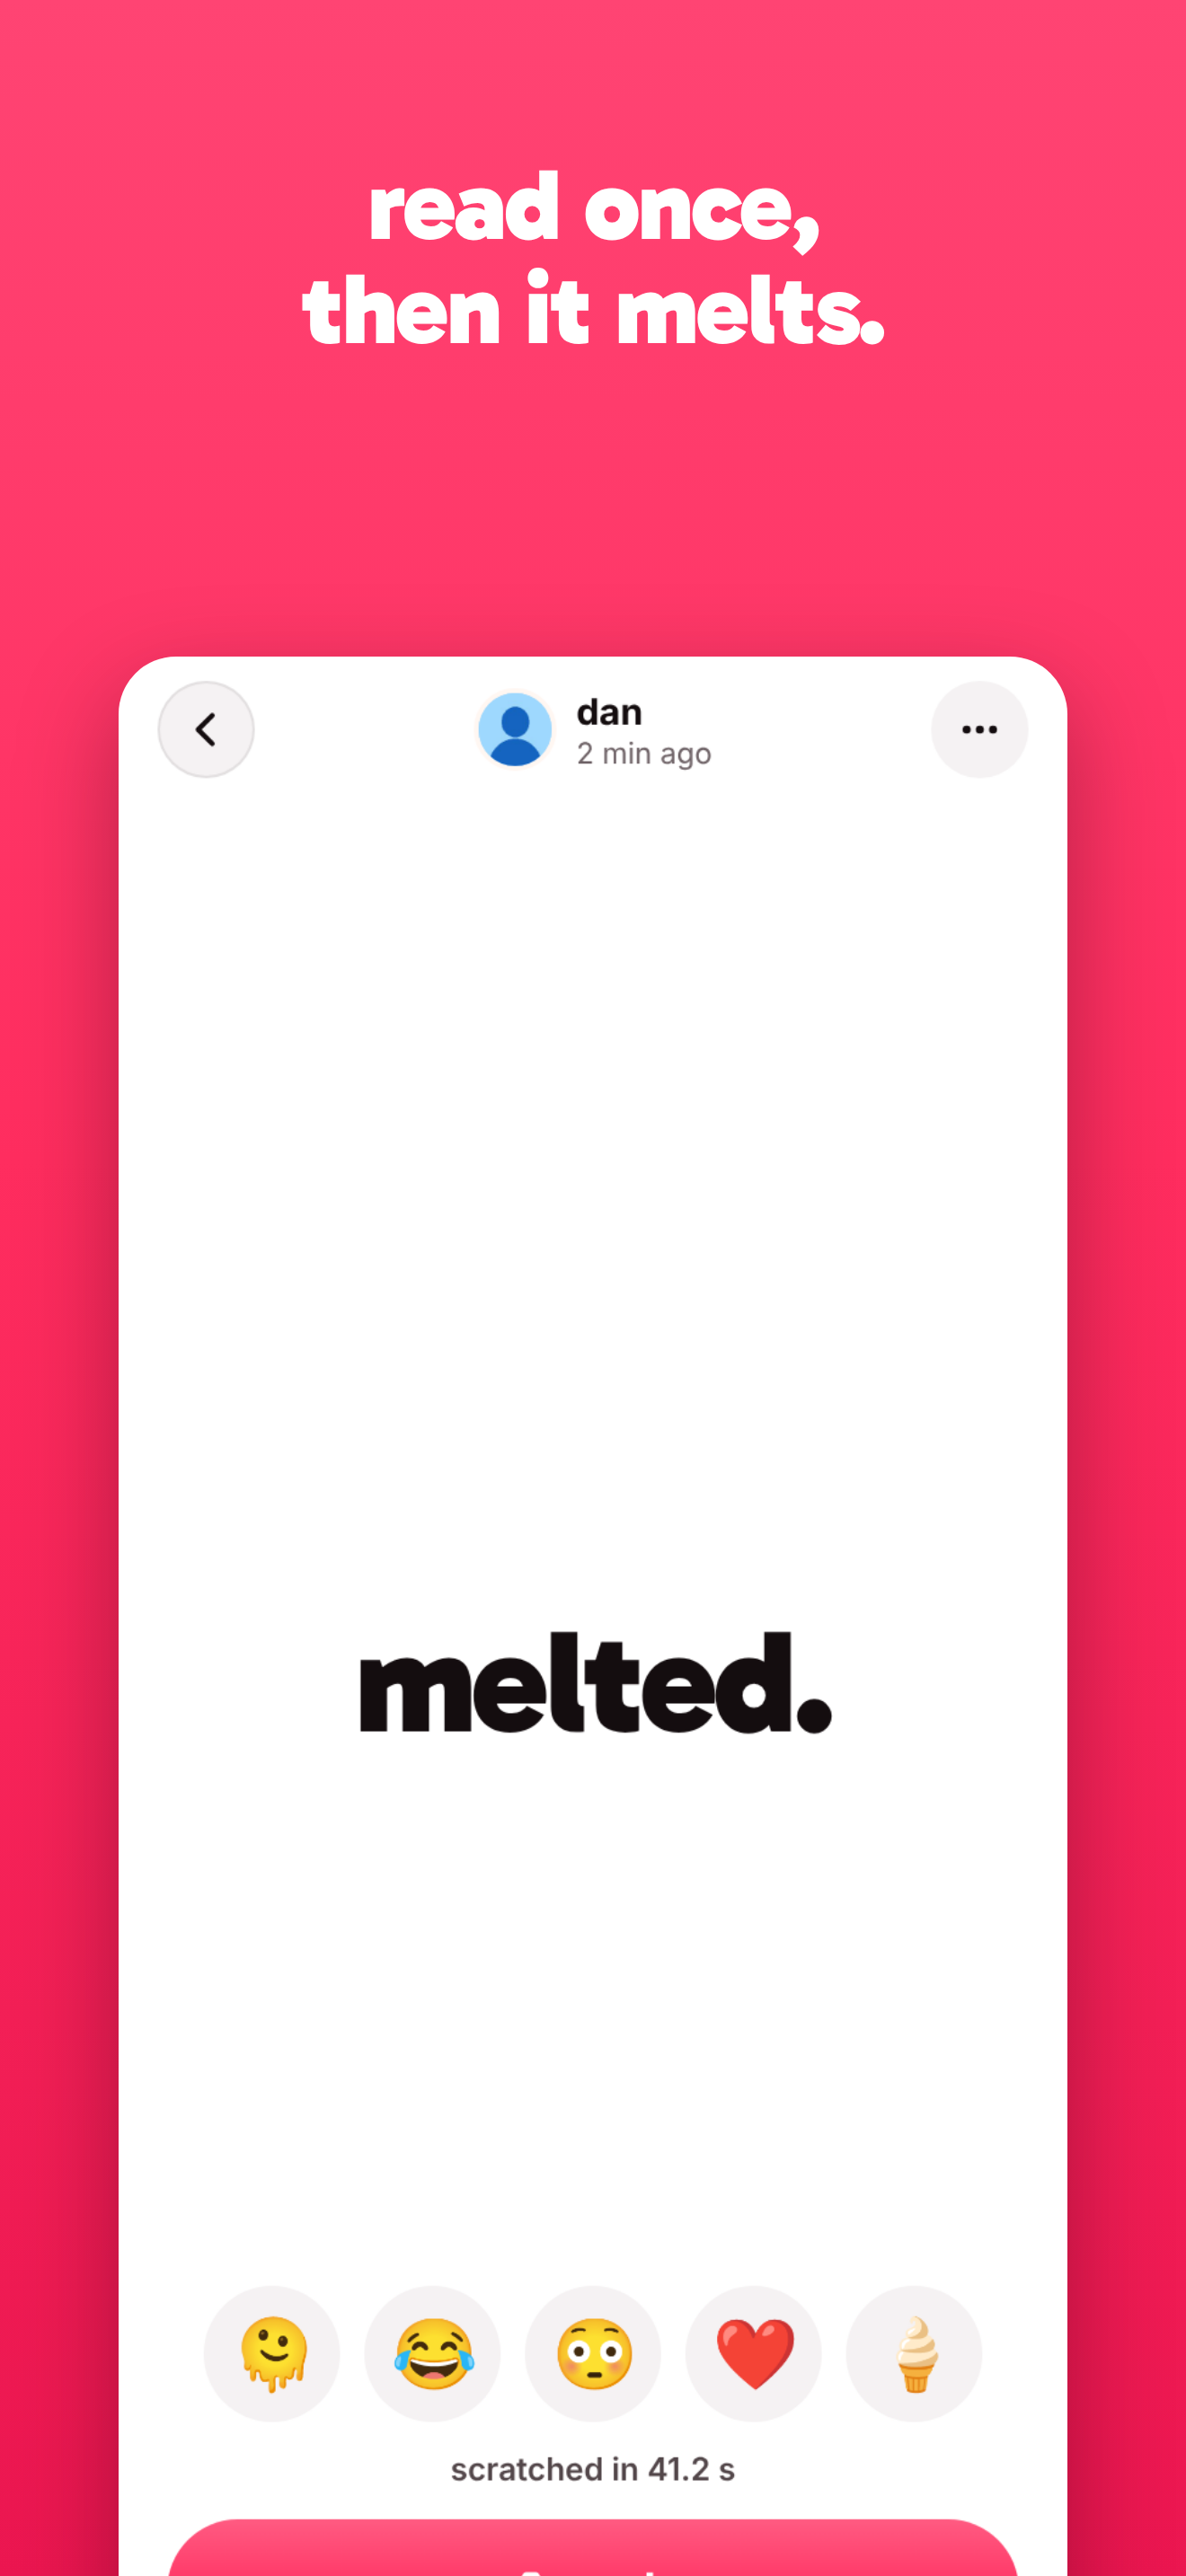 read once,
then it melts.
dan
2 min ago
melted.
scratched in 41.2 s